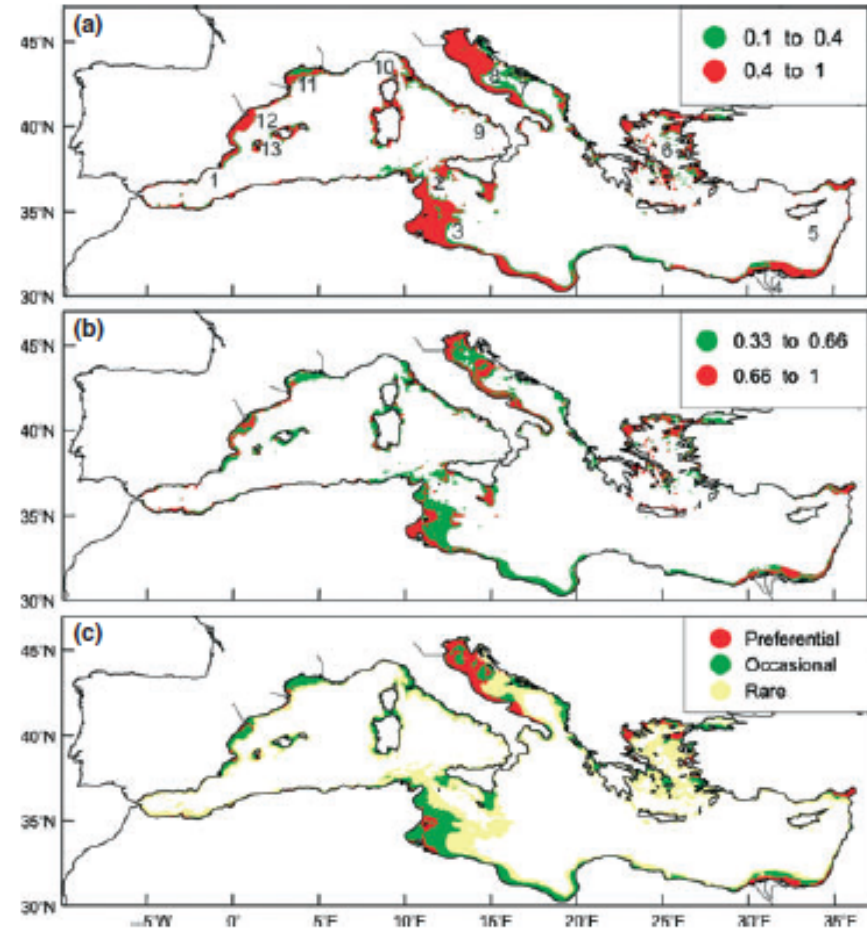 (a)
45°N
40°N
35°N
30°N
0.1 to 0.4
0.4 to 1
10
11
8
12
13
9
6
1
2
3
5
4
(b)
45°N
40°N
35°N
30°N
0.33 to 0.66
0.66 to 1
(c)
45°N
40°N
35°N
30°N
Preferential
Occasional
Rare
5°W 0° 5°E 10°E 15°E 20°E 25°E 30°E 35°E